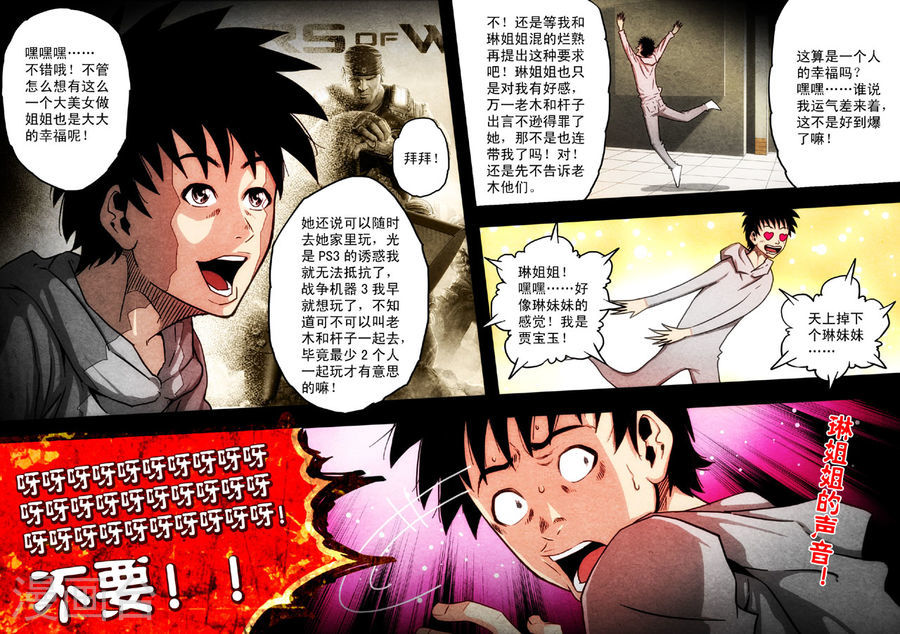 嘿嘿嘿……
不错哦！不管
怎么想有这么
一个大美女做
姐姐也是大大
的幸福呢！
RS OF W
拜拜！
她还说可以随时
去她家里玩，光
是 PS3 的诱惑我
就无法抵抗了，
战争机器 3 我早
就想玩了，不知
道可不可以叫老
木和杆子一起去，
毕竟最少 2 个人
一起玩才有意思
的嘛！
不！还是等我和
琳姐姐混的烂熟
再提出这种要求
吧！琳姐姐也只
是对我有好感，
万一老木和杆子
出言不逊得罪了
她，那不是也连
带我了吗！对！
还是先不告诉老
木他们。
这算是一个人
的幸福吗？
嘿嘿……谁说
我运气差来着，
这不是好到爆
了嘛！
琳姐姐！
嘿嘿……好
像琳妹妹的
感觉！我是
贾宝玉！
天上掉下
个琳妹妹
……
呀呀呀呀呀呀呀呀呀呀
呀呀呀呀呀呀呀呀呀呀
呀呀呀呀呀呀呀呀呀呀！
不要！！
琳姐姐的声音！
漫画台